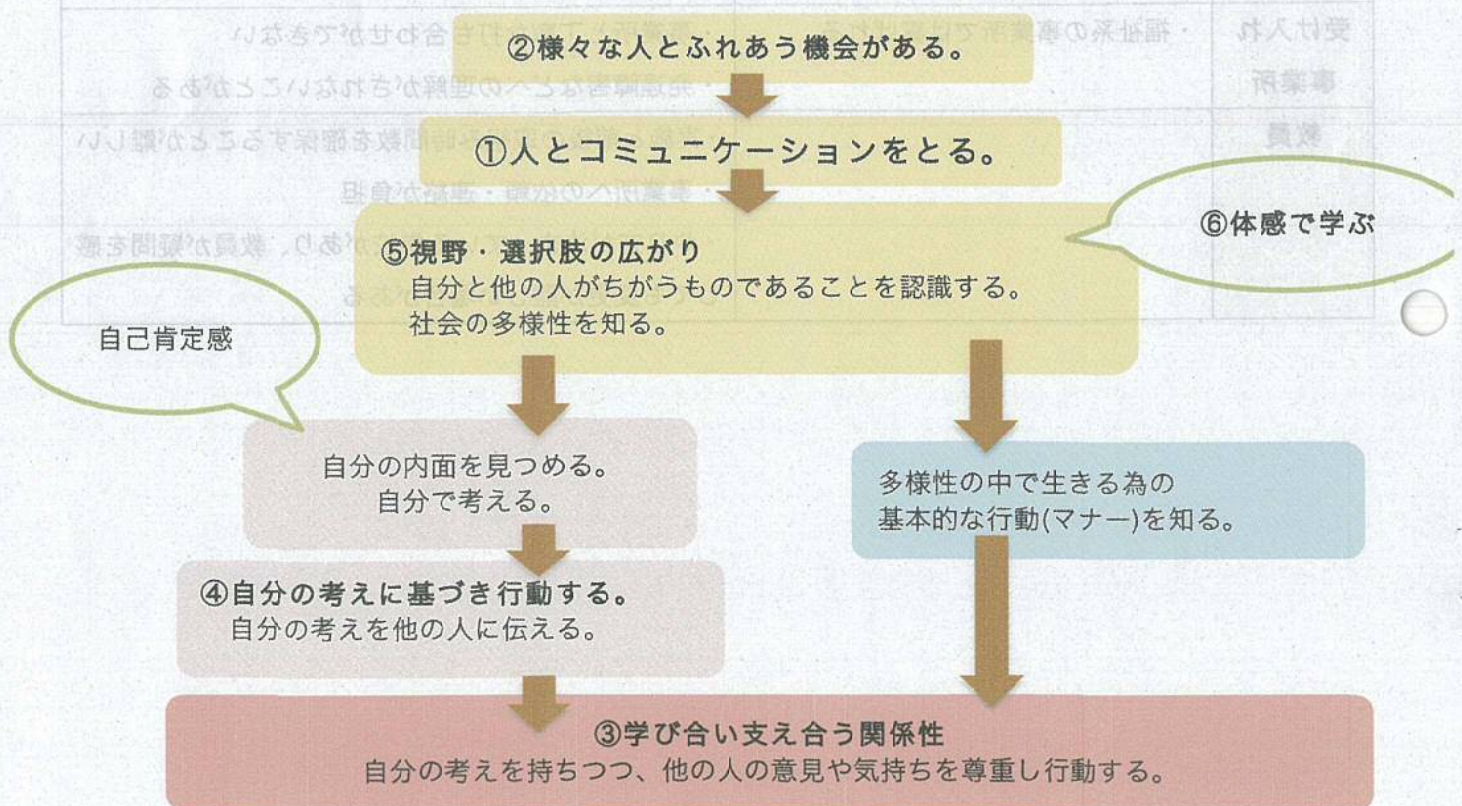 ②様々な人とふれあう機会がある。
①人とコミュニケーションをとる。
⑥体感で学ぶ
⑤視野・選択肢の広がり
自分と他の人がちがうものであることを認識する。
社会の多様性を知る。
自己肯定感
自分の内面を見つめる。
自分で考える。
多様性の中で生きる為の
基本的な行動(マナー)を知る。
④自分の考えに基づき行動する。
自分の考えを他の人に伝える。
③学び合い支え合う関係性
自分の考えを持ちつつ、他の人の意見や気持ちを尊重し行動する。